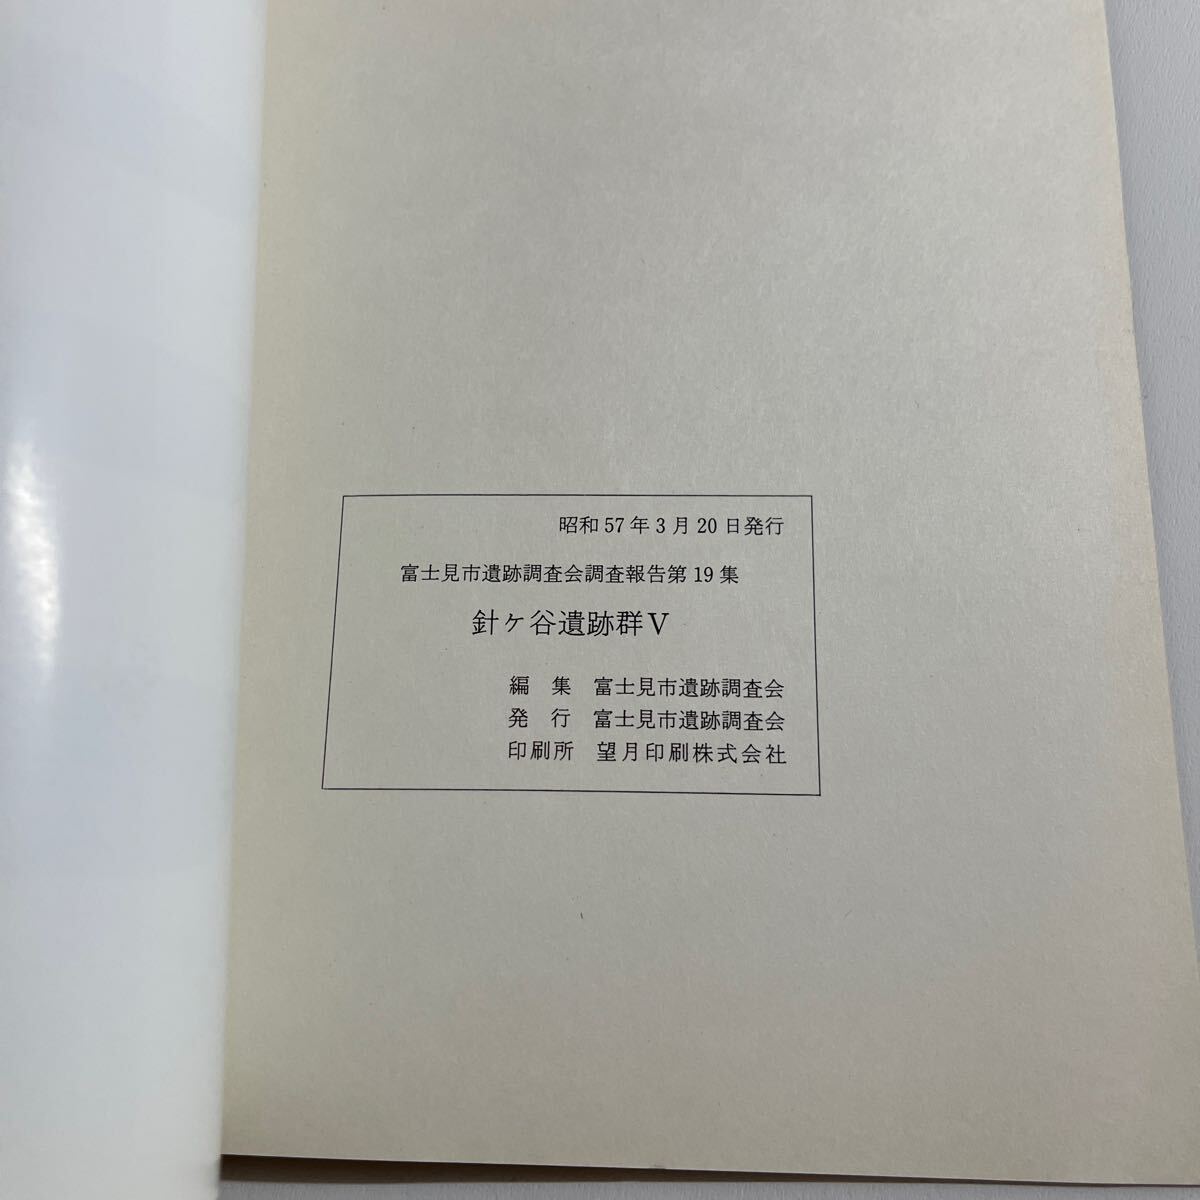 昭和57年3月20日発行
富士見市遺跡調査会調査報告第19集
針ケ谷遺跡群V
編集 富士見市遺跡調査会
発行 富士見市遺跡調査会
印刷所 望月印刷株式会社